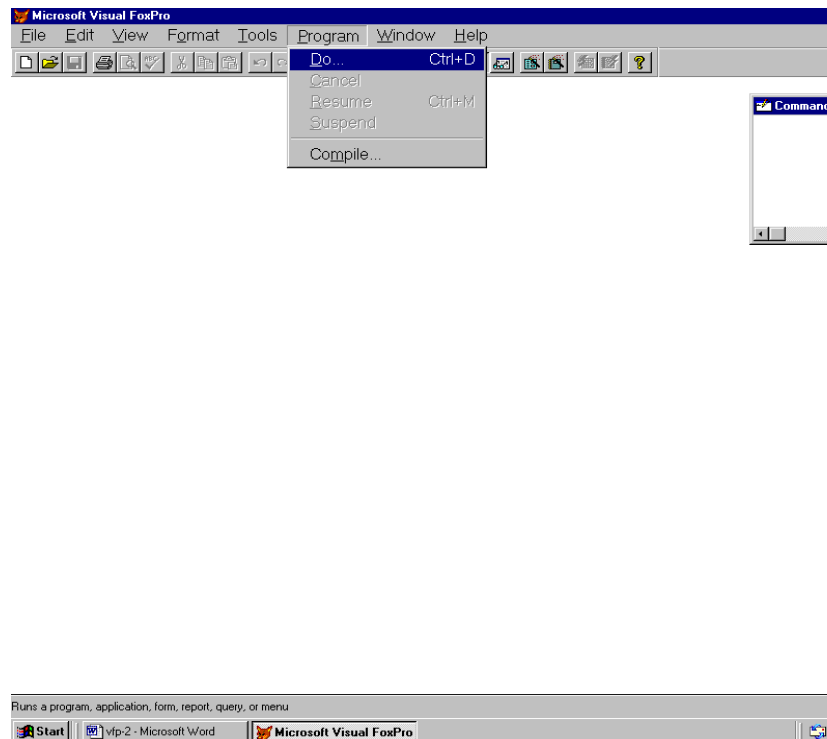 Microsoft Visual FoxPro
File Edit View Format Tools Program Window Help
Do... Ctrl+D
Cancel
Resume Ctrl+M
Suspend
Compile...
Command
Runs a program, application, form, report, query, or menu
Start vfp-2 - Microsoft Word Microsoft Visual FoxPro